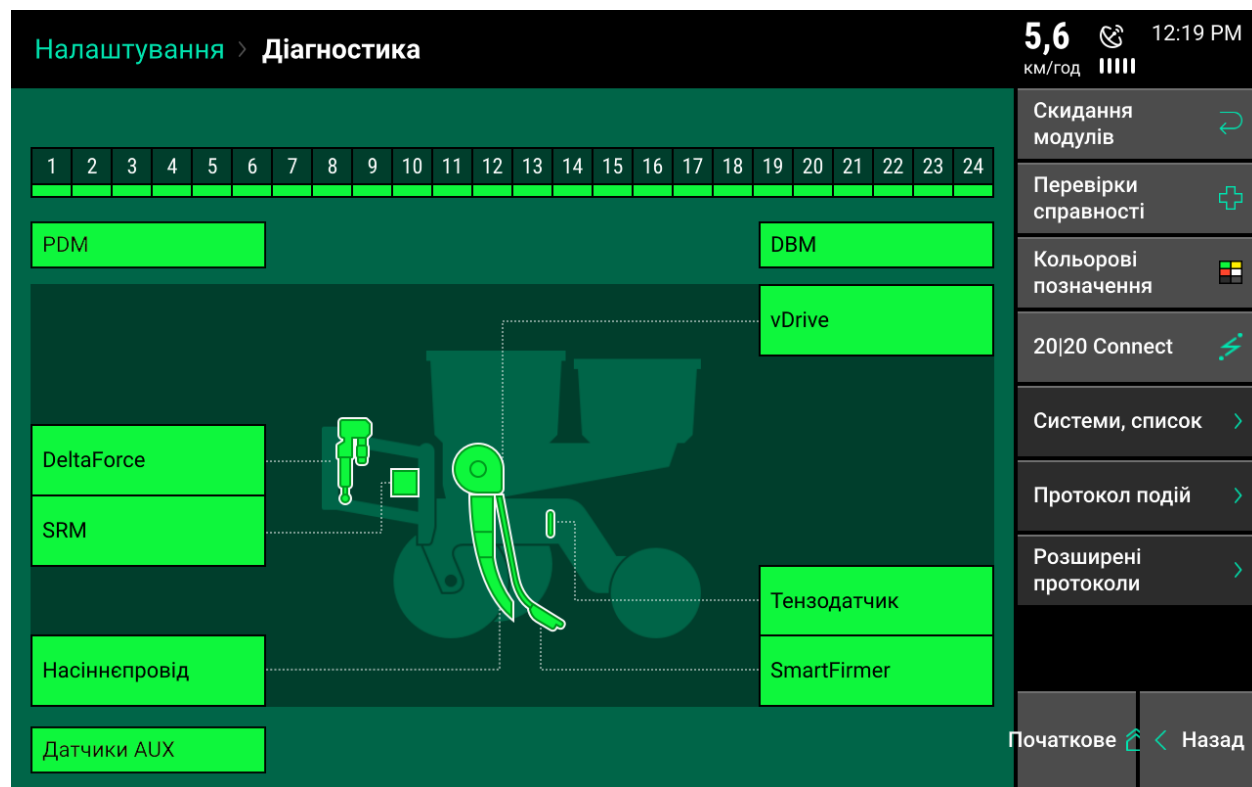 Налаштування > Діагностика
5,6
км/год
12:19 PM
1 2 3 4 5 6 7 8 9 10 11 12 13 14 15 16 17 18 19 20 21 22 23 24
PDM
DBM
vDrive
DeltaForce
SRM
Тензодатчик
Насіннєпровід
SmartFirmer
Датчики AUX
Скидання
модулів
Перевірки
справності
Кольорові
позначення
20|20 Connect
Системи, список
Протокол подій
Розширені
протоколи
Початкове
Назад